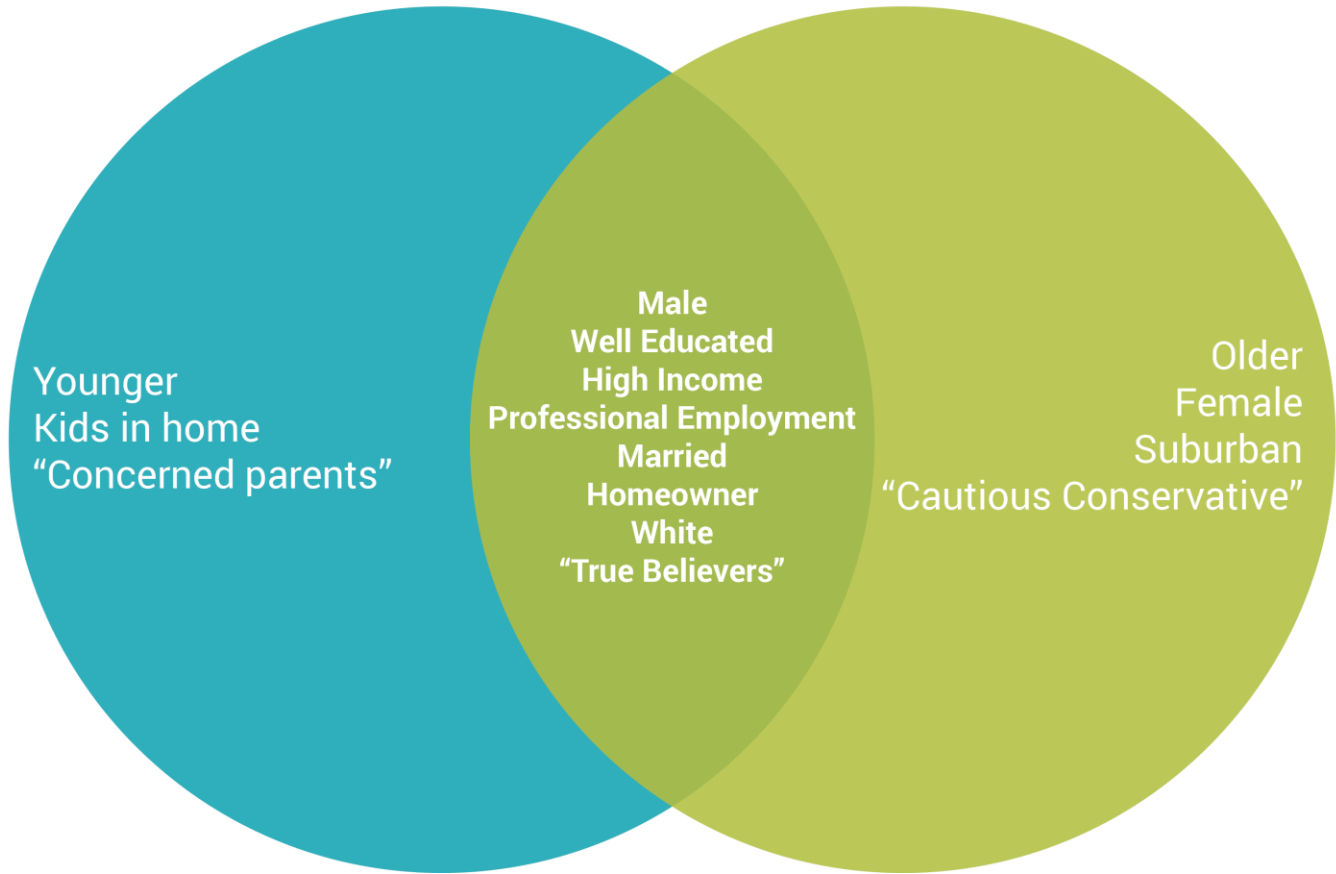 Younger
Kids in home
“Concerned parents”
Male
Well Educated
High Income
Professional Employment
Married
Homeowner
White
“True Believers”
Older
Female
Suburban
“Cautious Conservative”